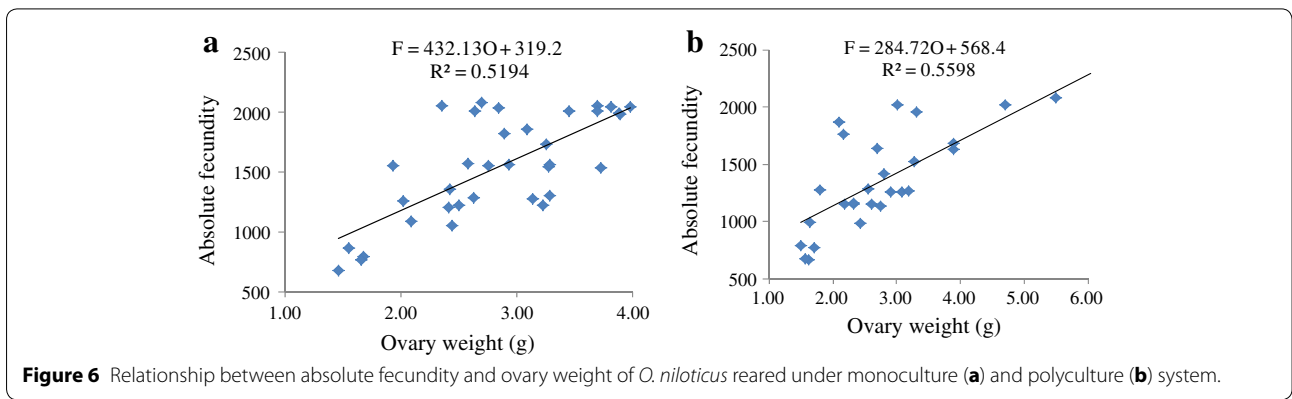 a
F = 432.13O + 319.2
R² = 0.5194
Absolute fecundity
2500
2000
1500
1000
500
1.00 2.00 3.00 4.00
Ovary weight (g)
b
F = 284.72O + 568.4
R² = 0.5598
Absolute fecundity
2500
2000
1500
1000
500
1.00 2.00 3.00 4.00 5.00 6.00
Ovary weight (g)
Figure 6 Relationship between absolute fecundity and ovary weight of O. niloticus reared under monoculture (a) and polyculture (b) system.